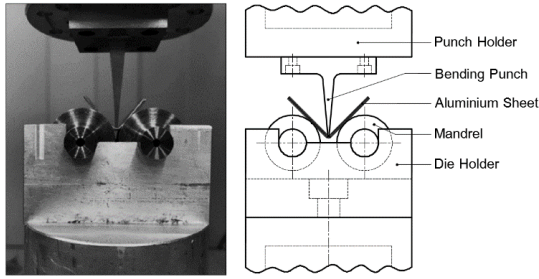 Punch Holder
Bending Punch
Aluminium Sheet
Mandrel
Die Holder